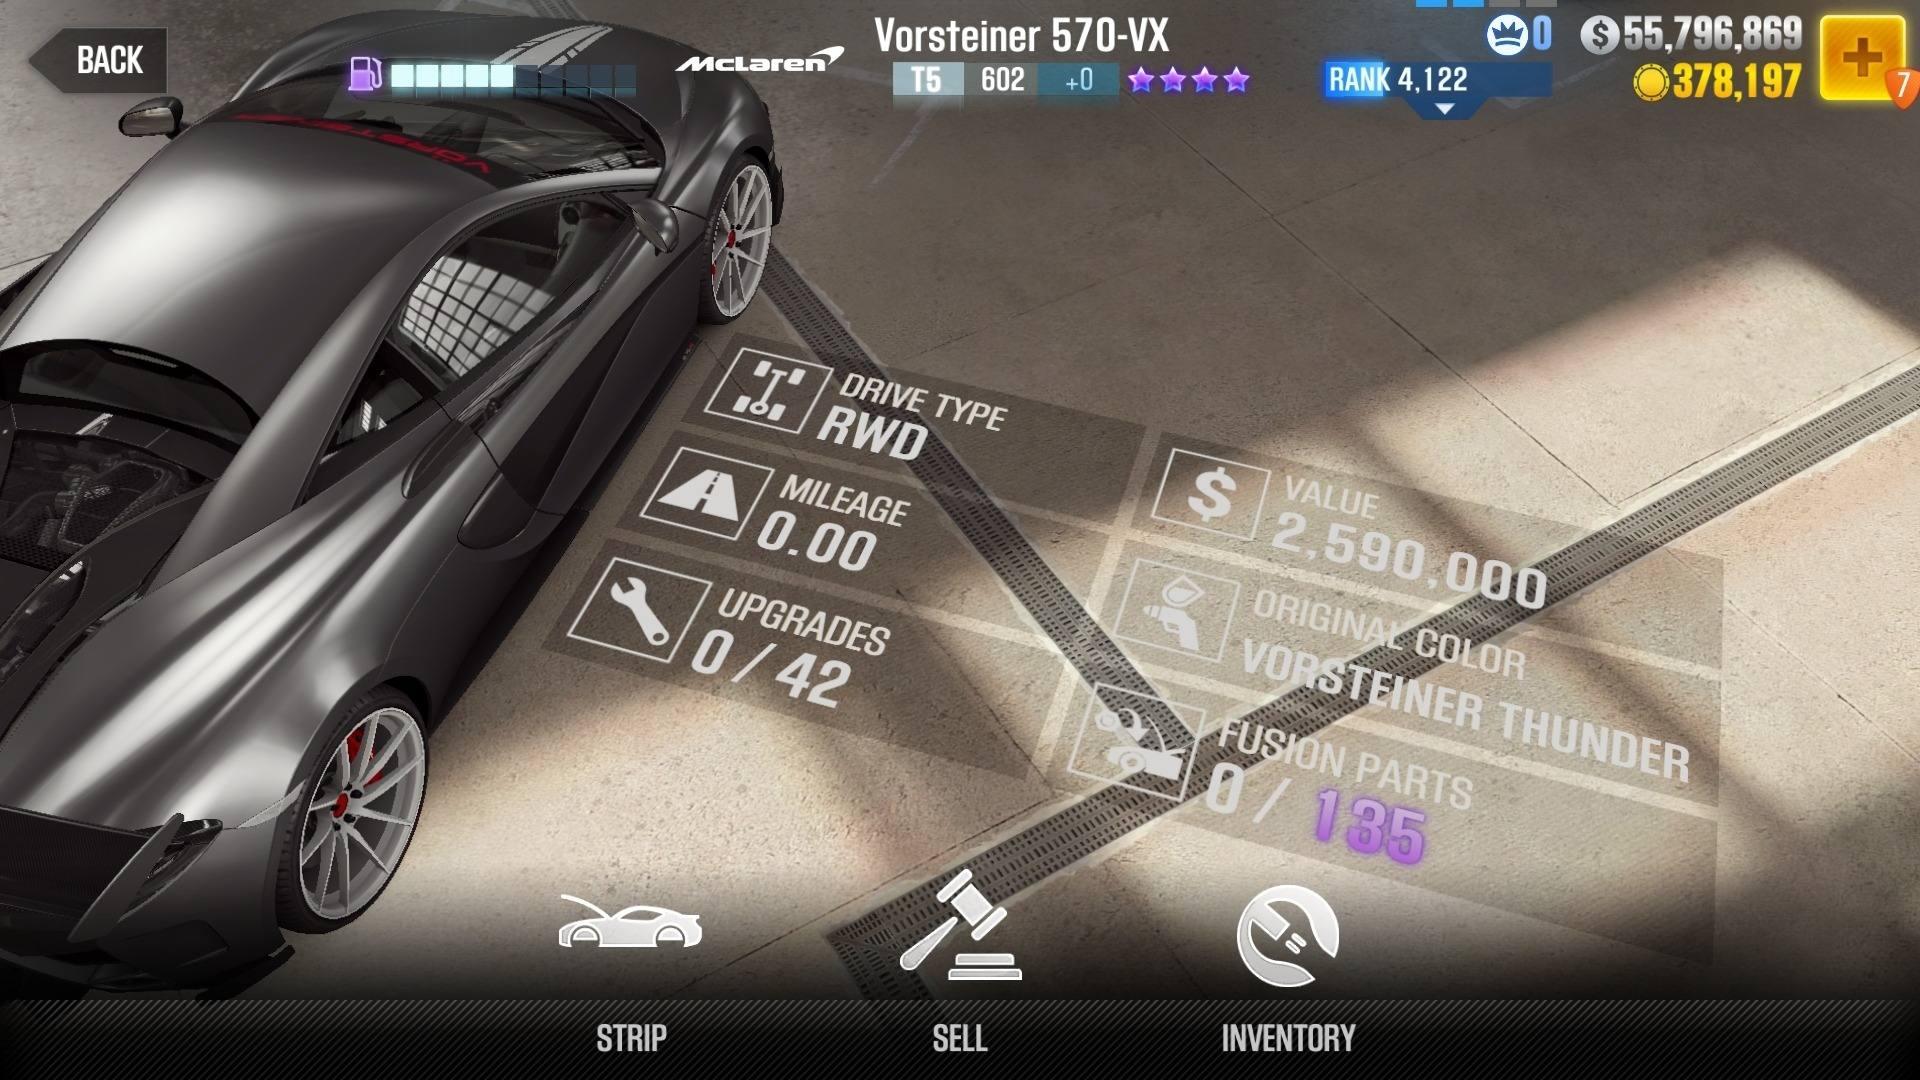 BACK
McLaren
Vorsteiner 570-VX
T5 602 +0
0
RANK 4,122
55,796,869
378,197
7
VORSTEINER
DRIVE TYPE
RWD
MILEAGE
0.00
UPGRADES
0/42
$
VALUE
2,590,000
ORIGINAL COLOR
VORSTEINER THUNDER
FUSION PARTS
0/ 135
STRIP
SELL
INVENTORY